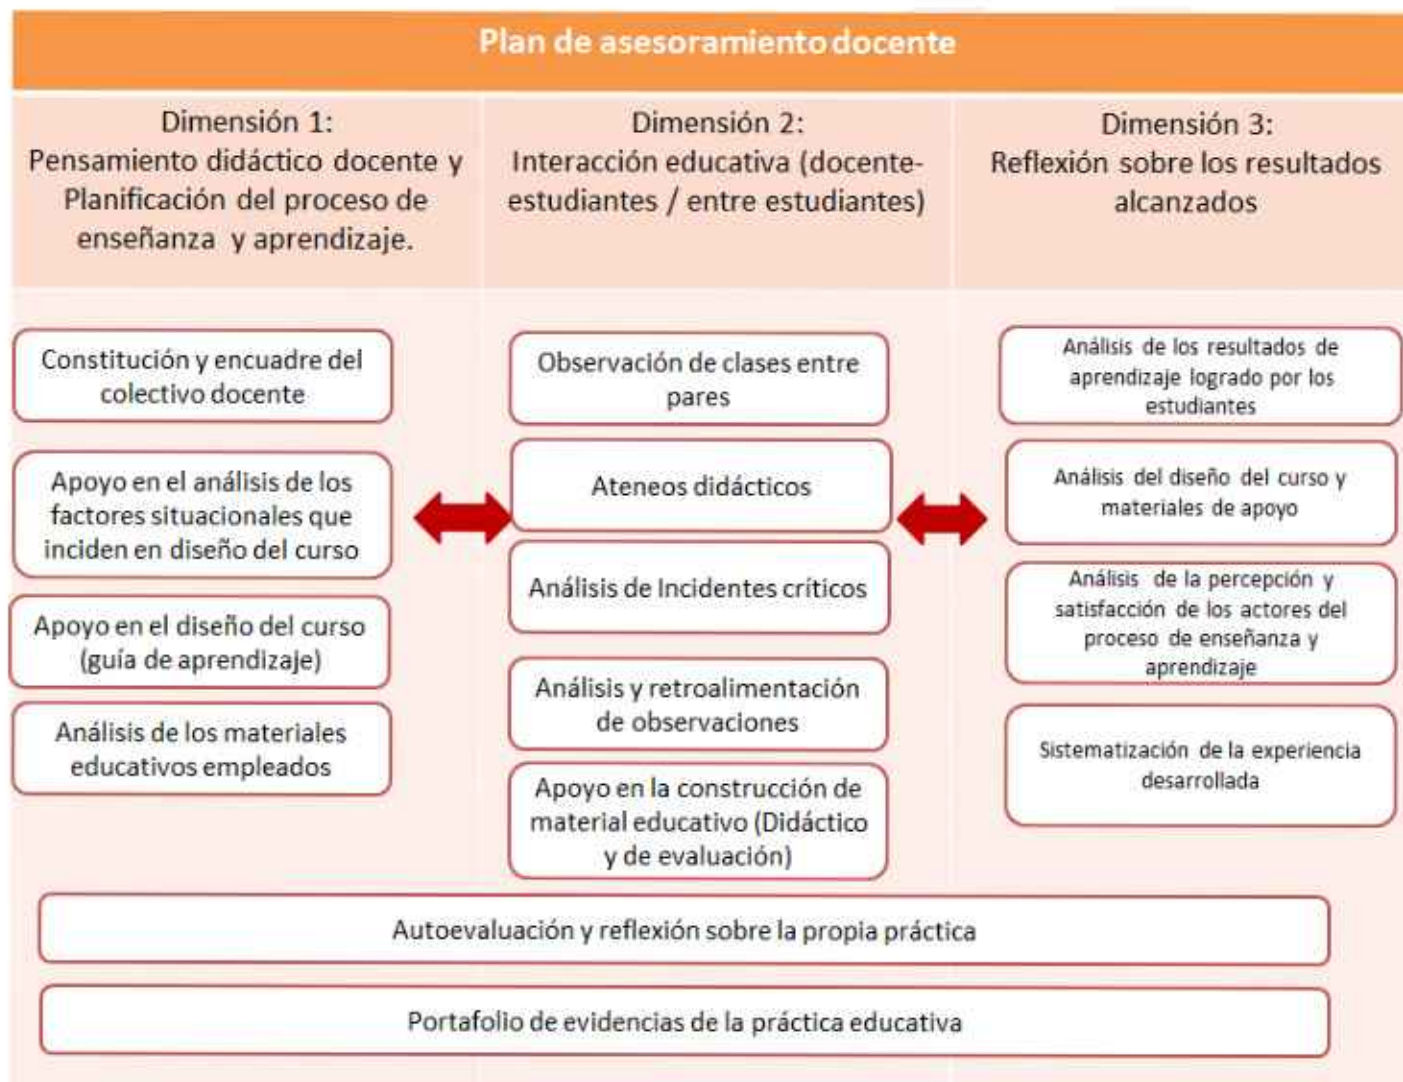 Plan de asesoramiento docente
Dimensión 1:
Pensamiento didáctico docente y
Planificación del proceso de
enseñanza y aprendizaje.
Dimensión 2:
Interacción educativa (docente-
estudiantes / entre estudiantes)
Dimensión 3:
Reflexión sobre los resultados
alcanzados
Constitución y encuadre del
colectivo docente
Apoyo en el análisis de los
factores situacionales que
inciden en diseño del curso
Apoyo en el diseño del curso
(guía de aprendizaje)
Análisis de los materiales
educativos empleados
Observación de clases entre
pares
Ateneos didácticos
Análisis de Incidentes críticos
Análisis y retroalimentación
de observaciones
Apoyo en la construcción de
material educativo (Didáctico
y de evaluación)
Análisis de los resultados de
aprendizaje logrado por los
estudiantes
Análisis del diseño del curso y
materiales de apoyo
Análisis de la percepción y
satisfacción de los actores del
proceso de enseñanza y
aprendizaje
Sistematización de la experiencia
desarrollada
Autoevaluación y reflexión sobre la propia práctica
Portafolio de evidencias de la práctica educativa